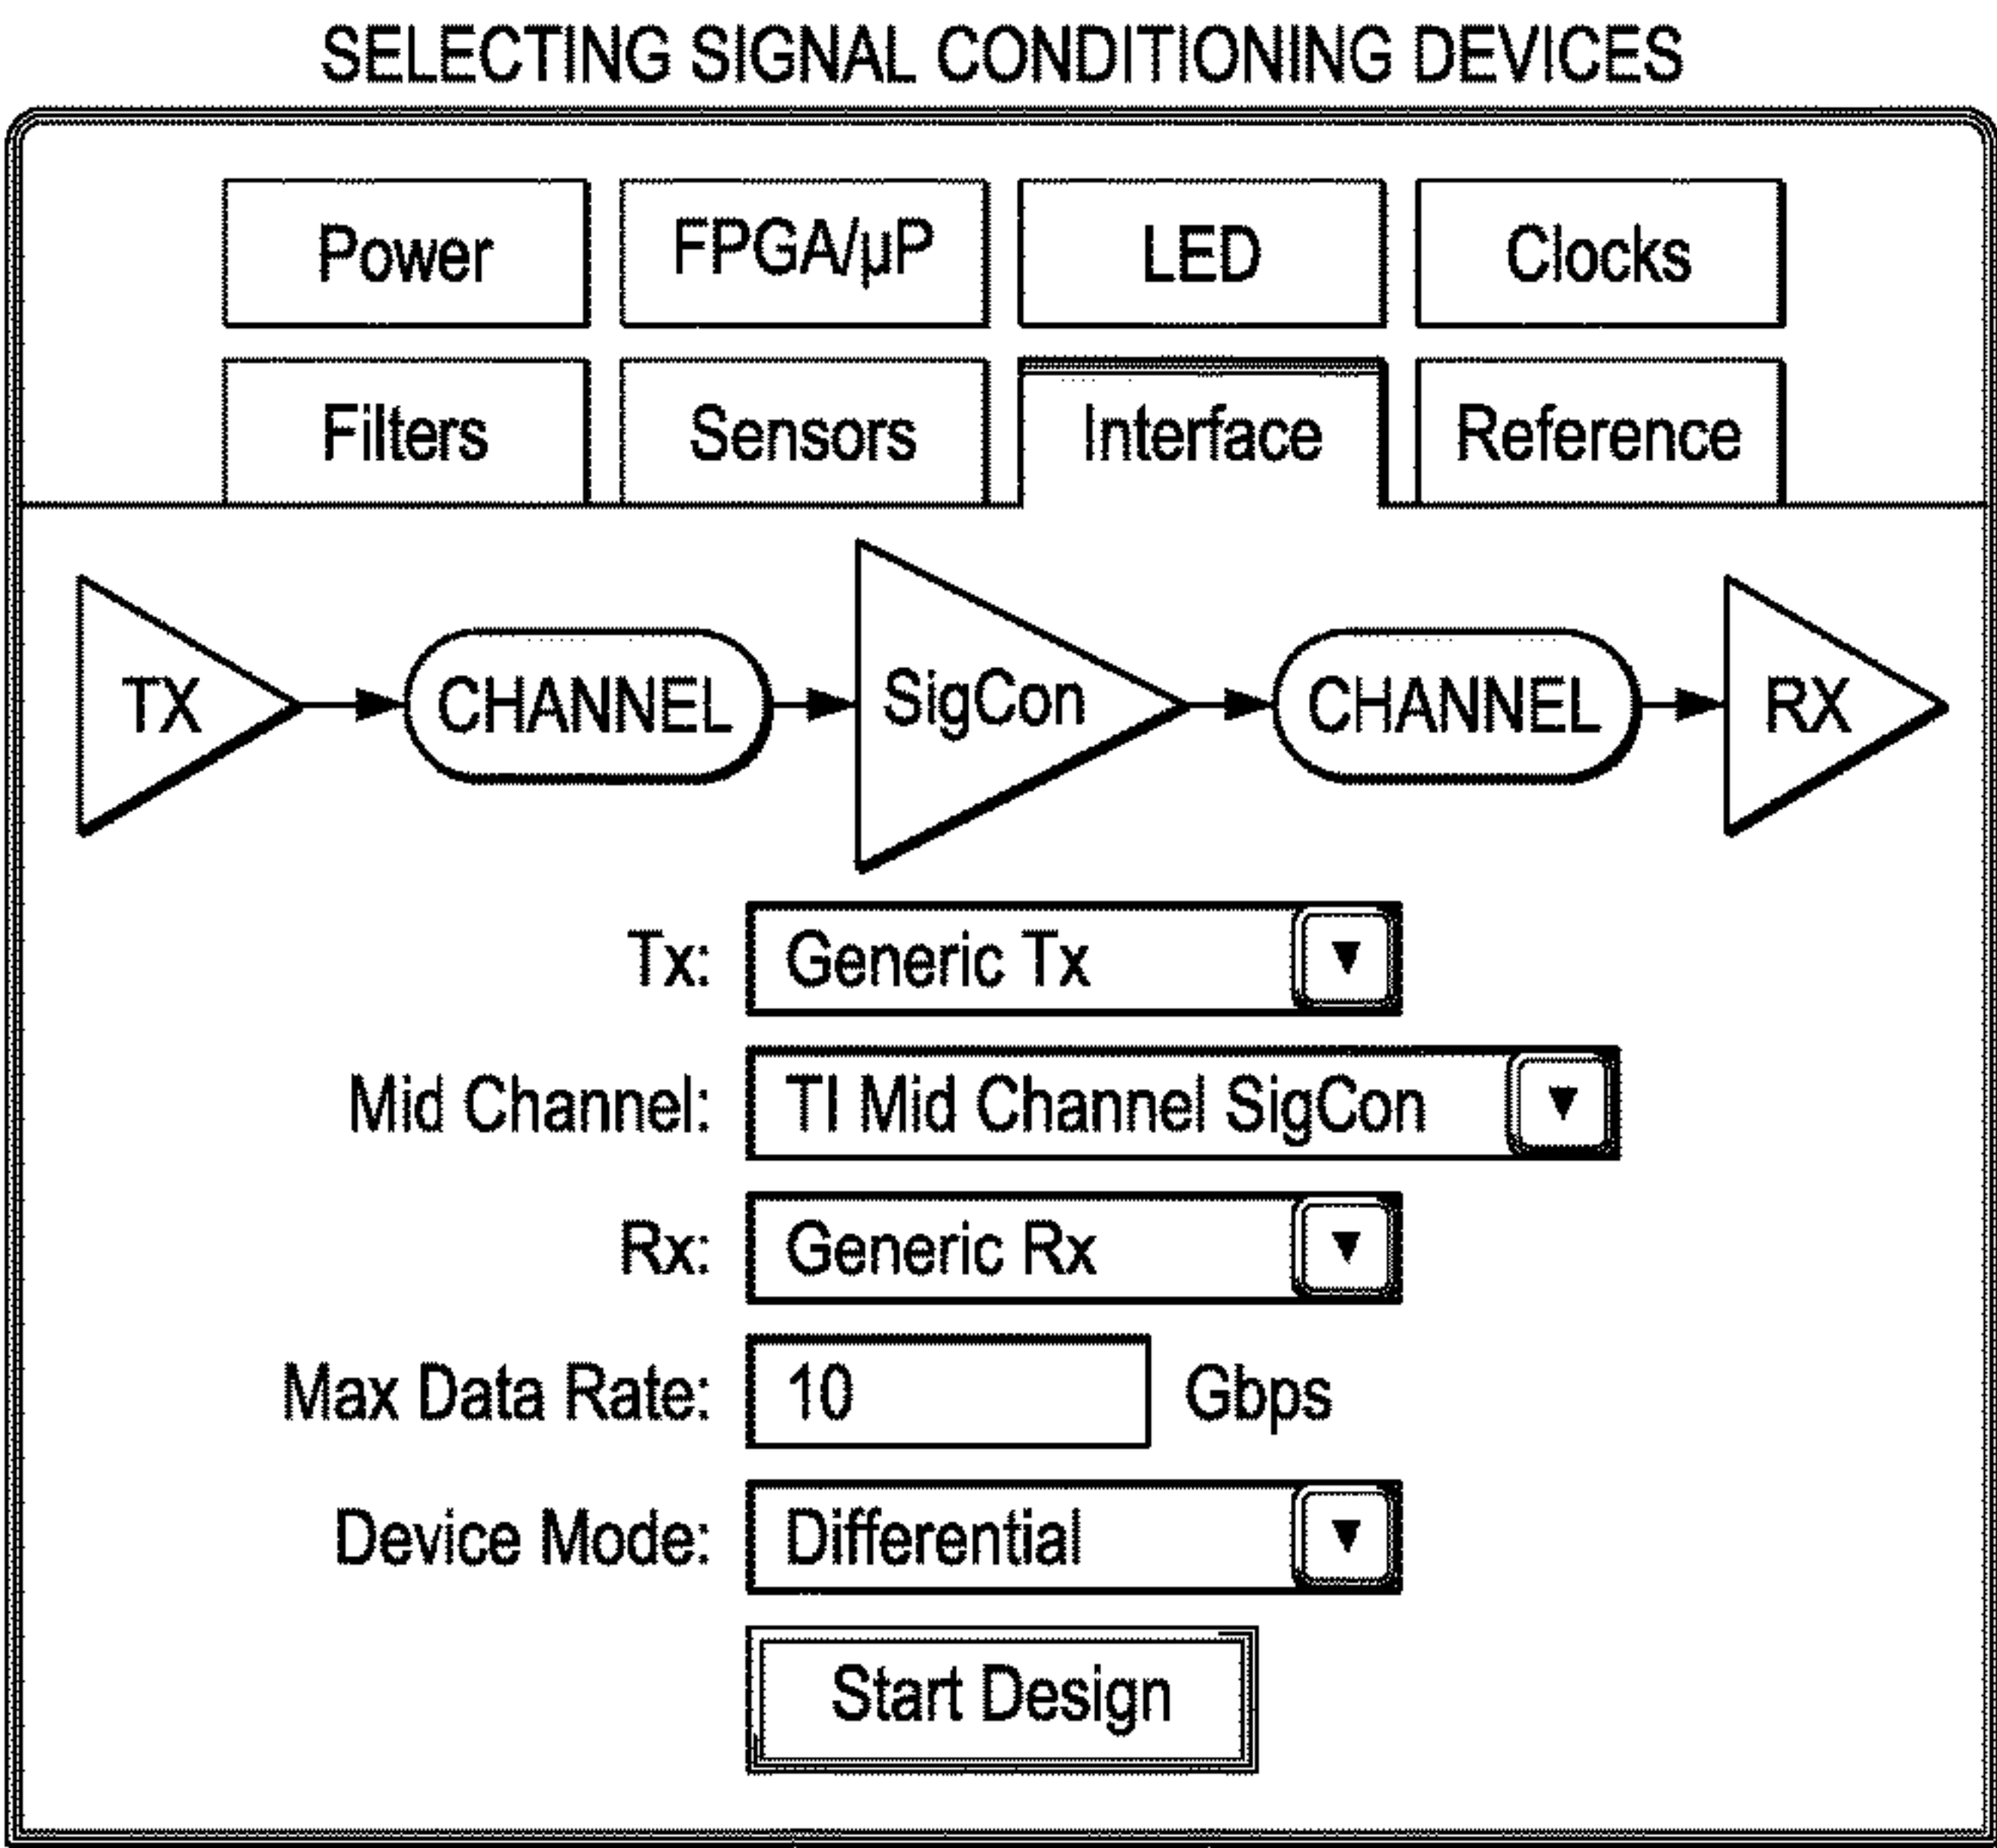 SELECTING SIGNAL CONDITIONING DEVICES
Power FPGA/µP LED Clocks
Filters Sensors Interface Reference
TX CHANNEL SigCon CHANNEL RX
Tx: Generic Tx ▼
Mid Channel: TI Mid Channel SigCon ▼
Rx: Generic Rx ▼
Max Data Rate: 10 Gbps
Device Mode: Differential ▼
Start Design